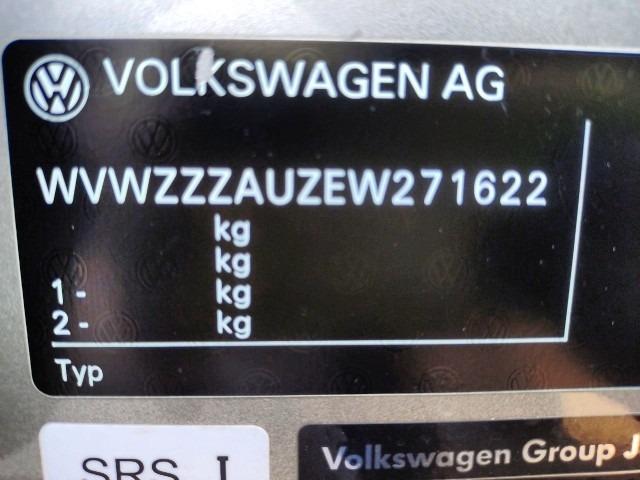 VOLKSWAGEN AG
WVWZZZAUZEW271622
kg
kg
1 - kg
2 - kg
Typ
SRS I
Volkswagen Group J